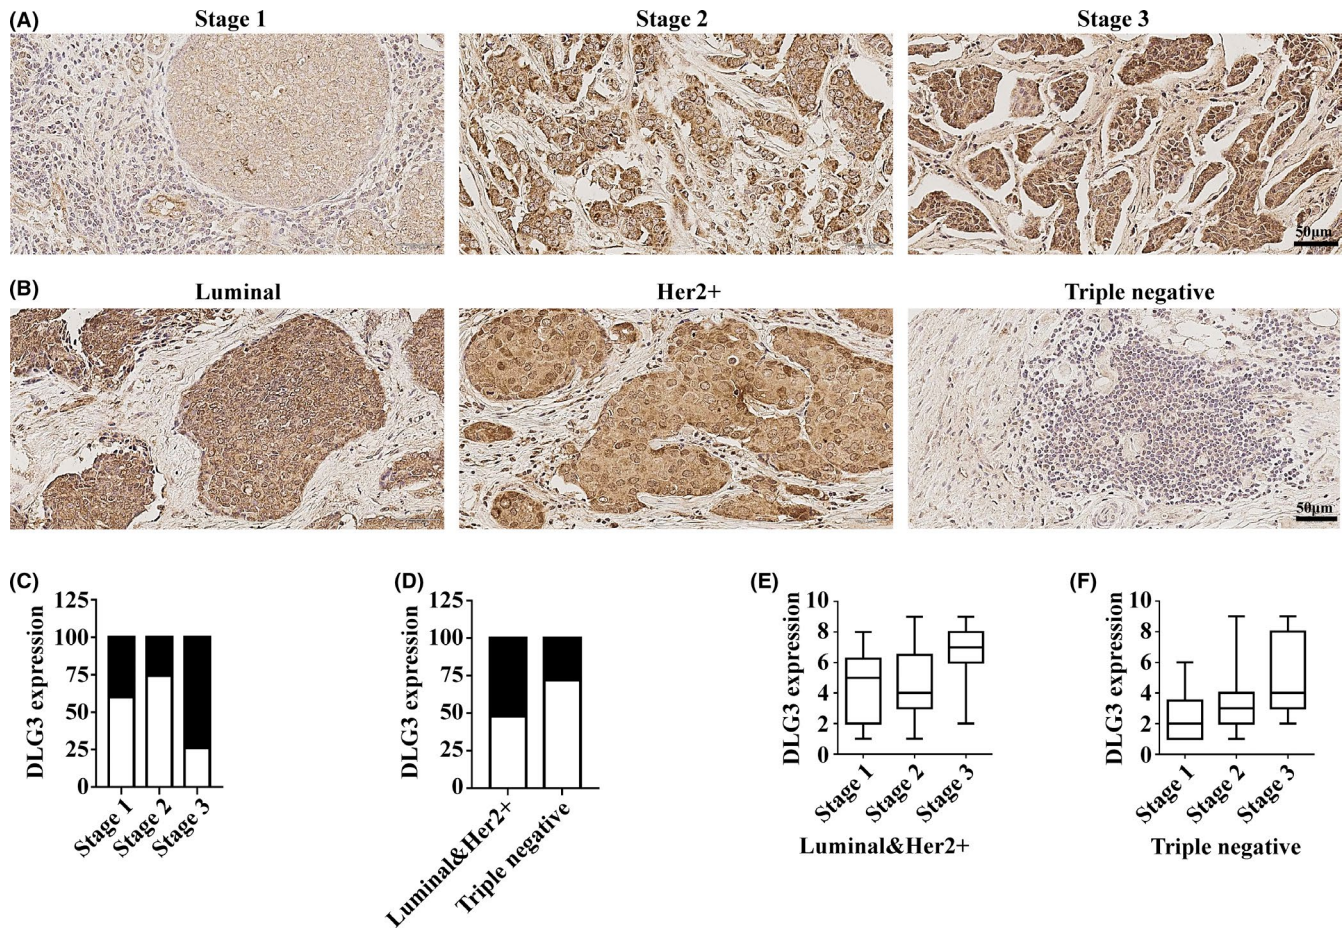 (A) Stage 1 Stage 2 Stage 3
50μm
(B) Luminal Her2+ Triple negative
50μm
(C)
DLG3 expression
125
100
75
50
25
0
Stage 1 Stage 2 Stage 3
(D)
DLG3 expression
125
100
75
50
25
0
Luminal&Her2+ Triple negative
(E)
DLG3 expression
10
8
6
4
2
0
Stage 1 Stage 2 Stage 3
Luminal&Her2+
(F)
DLG3 expression
10
8
6
4
2
0
Stage 1 Stage 2 Stage 3
Triple negative